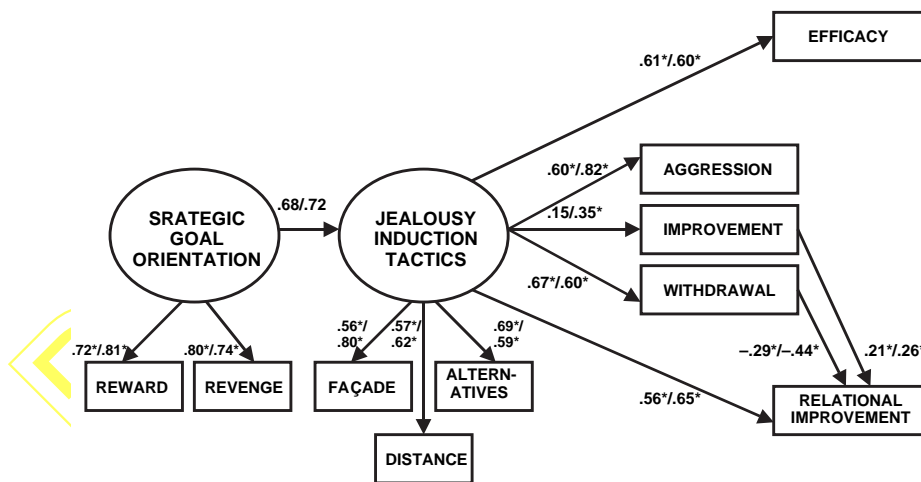 EFFICACY
.61*/.60*
.60*/.82*
AGGRESSION
.68/.72
SRATEGIC
GOAL
ORIENTATION
JEALOUSY
INDUCTION
TACTICS
.15/.35*
IMPROVEMENT
.67*/.60*
WITHDRAWAL
.72*/.81*
.80*/.74*
.56*/
.80*
.57*/
.62*
.69*/
.59*
–.29*/–.44*
.21*/.26*
REWARD
REVENGE
FAÇADE
ALTERN-
ATIVES
.56*/.65*
RELATIONAL
IMPROVEMENT
DISTANCE